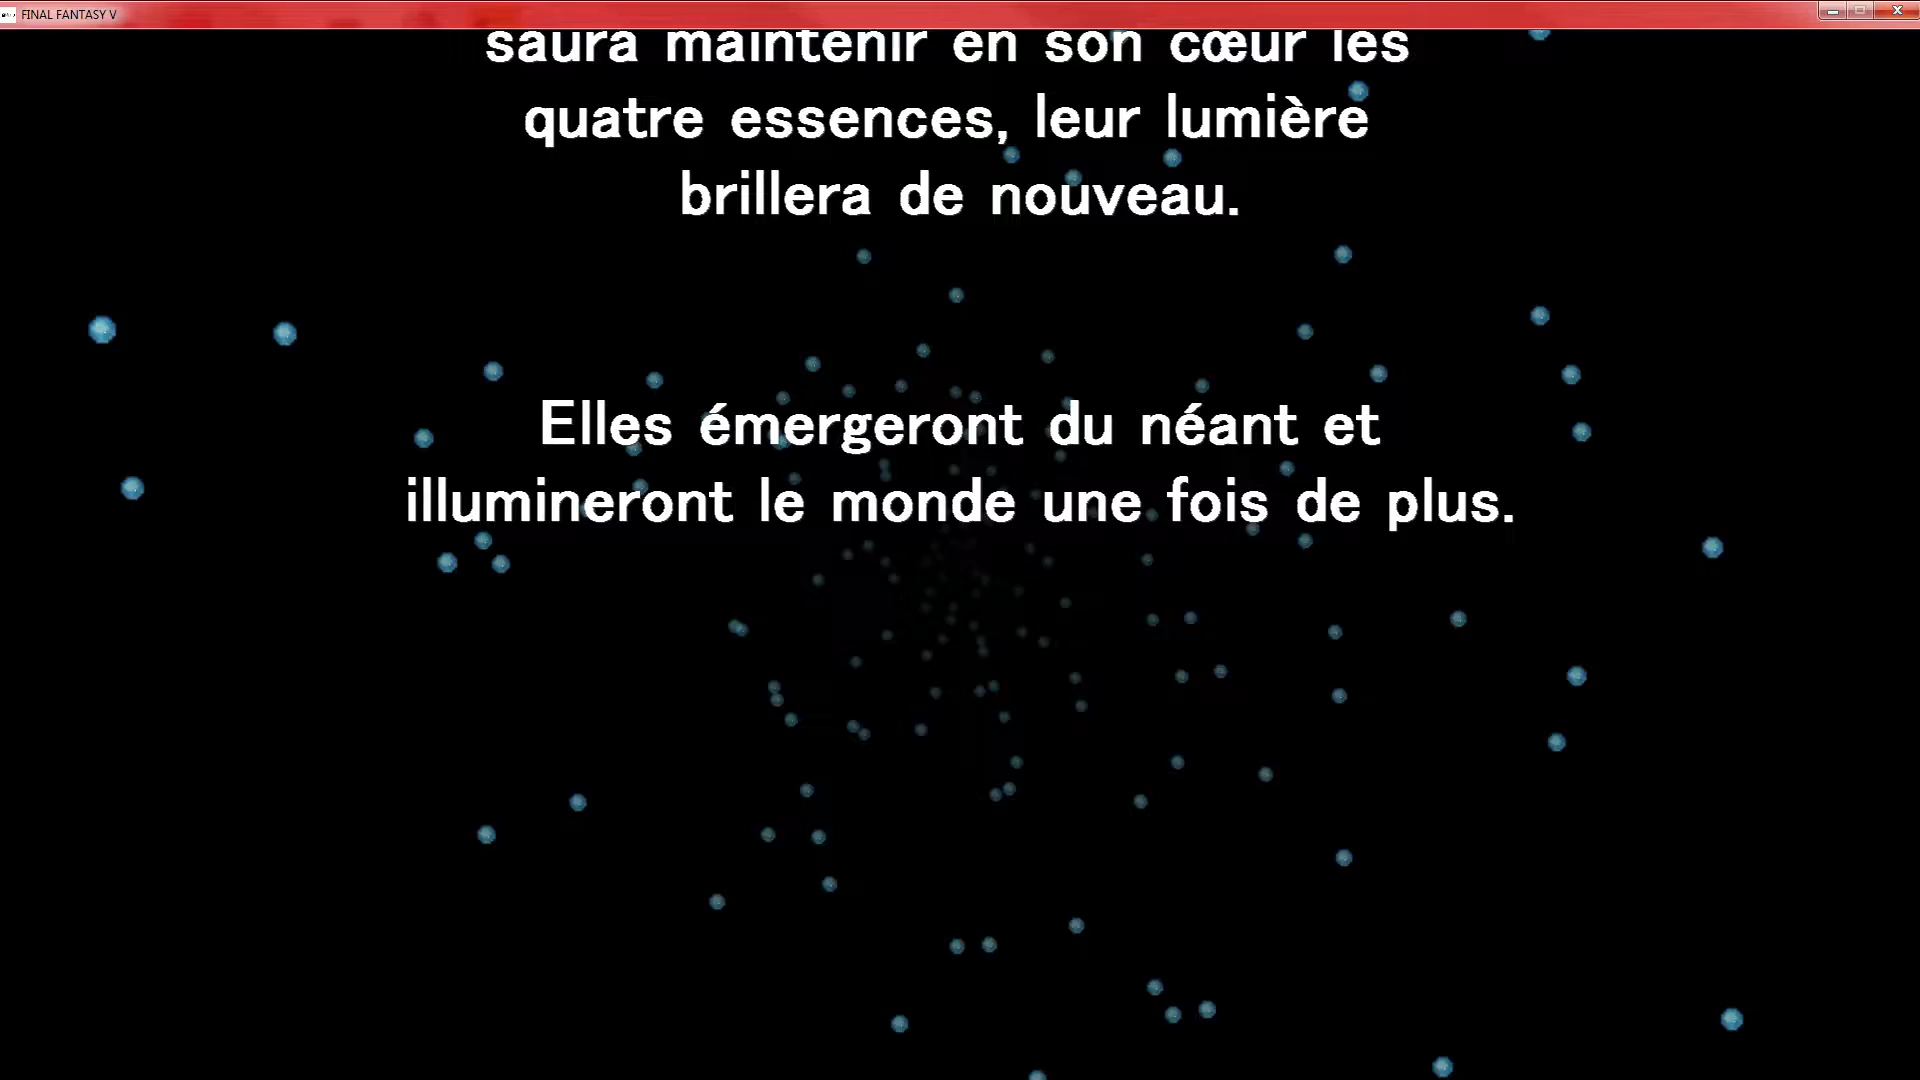 FINAL FANTASY V
saura maintenir en son cœur les
quatre essences, leur lumière
brillera de nouveau.
Elles émergeront du néant et
illumineront le monde une fois de plus.